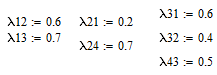 λ12 := 0.6 λ21 := 0.2 λ31 := 0.6
λ13 := 0.7 λ24 := 0.7 λ32 := 0.4
λ43 := 0.5